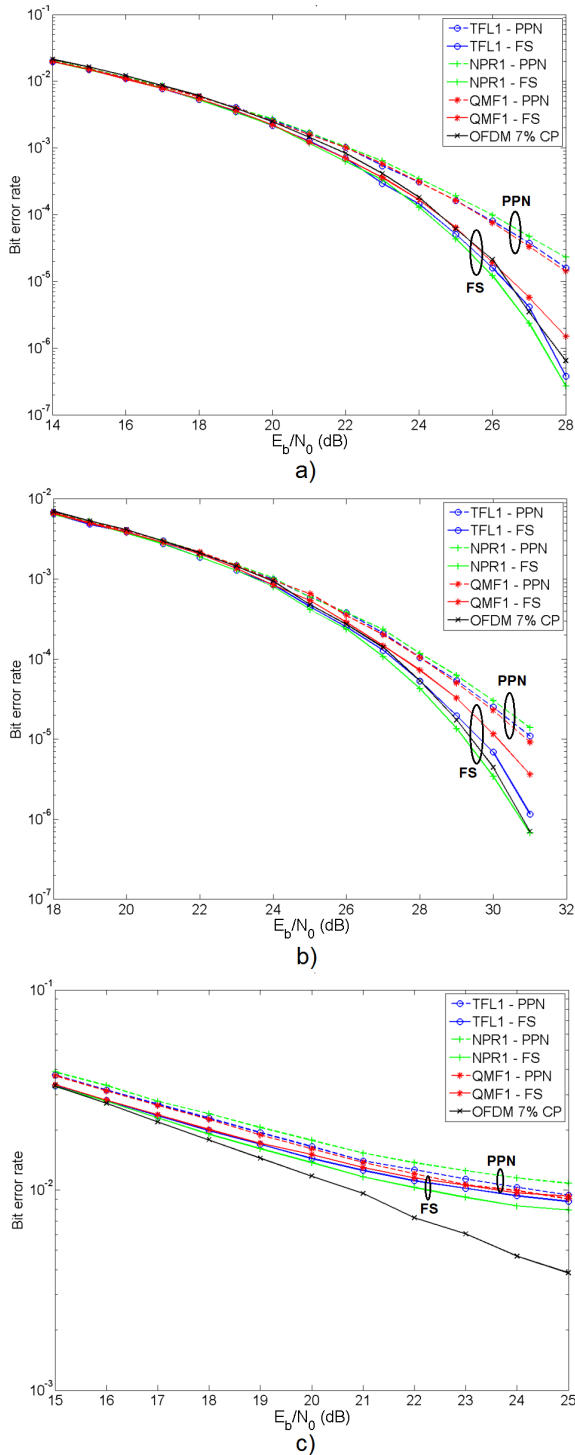 10^-1
10^-2
10^-3
10^-4
10^-5
10^-6
10^-7
Bit error rate
TFL1 - PPN
TFL1 - FS
NPR1 - PPN
NPR1 - FS
QMF1 - PPN
QMF1 - FS
OFDM 7% CP
PPN
FS
14 16 18 20 22 24 26 28
E_b/N_0 (dB)
a)
10^-2
10^-3
10^-4
10^-5
10^-6
10^-7
Bit error rate
TFL1 - PPN
TFL1 - FS
NPR1 - PPN
NPR1 - FS
QMF1 - PPN
QMF1 - FS
OFDM 7% CP
PPN
FS
18 20 22 24 26 28 30 32
E_b/N_0 (dB)
b)
10^-1
10^-2
10^-3
Bit error rate
TFL1 - PPN
TFL1 - FS
NPR1 - PPN
NPR1 - FS
QMF1 - PPN
QMF1 - FS
OFDM 7% CP
PPN
FS
15 16 17 18 19 20 21 22 23 24 25
E_b/N_0 (dB)
c)